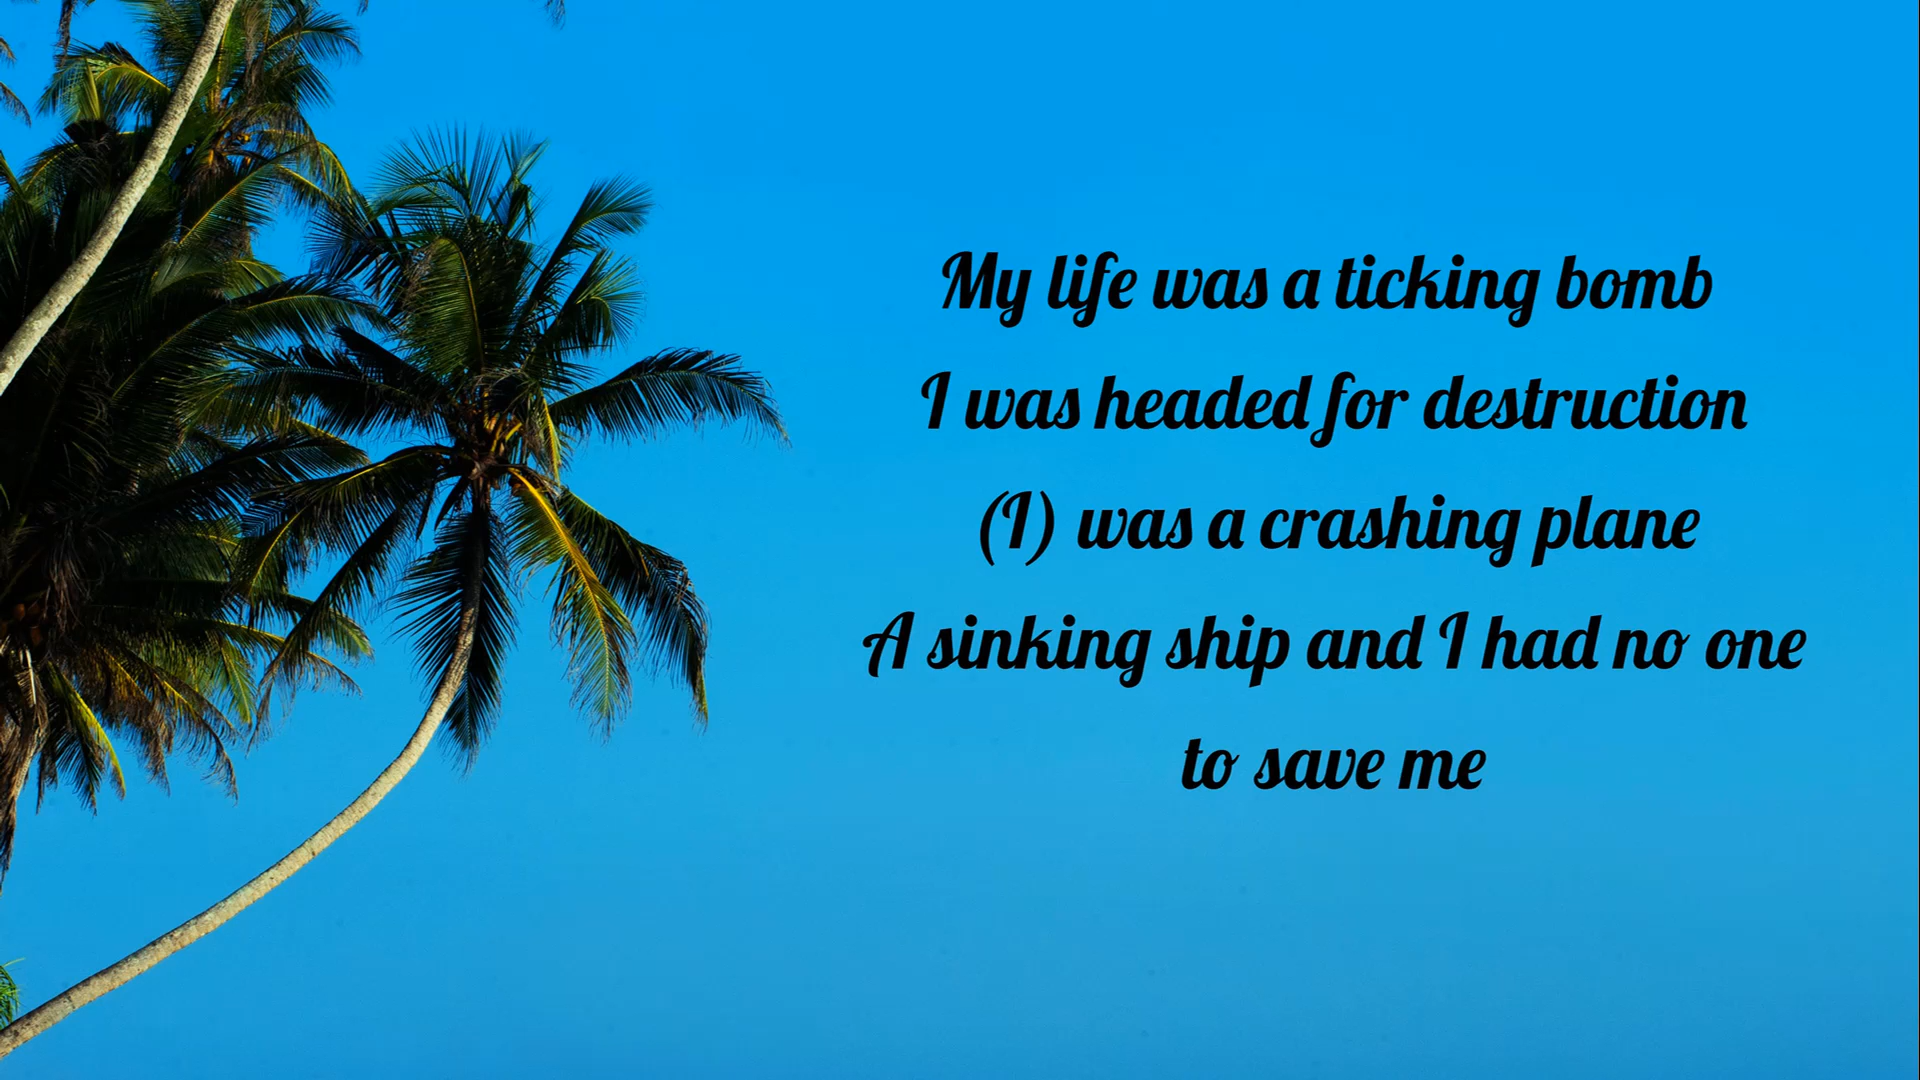 My life was a ticking bomb
I was headed for destruction
(I) was a crashing plane
A sinking ship and I had no one
to save me